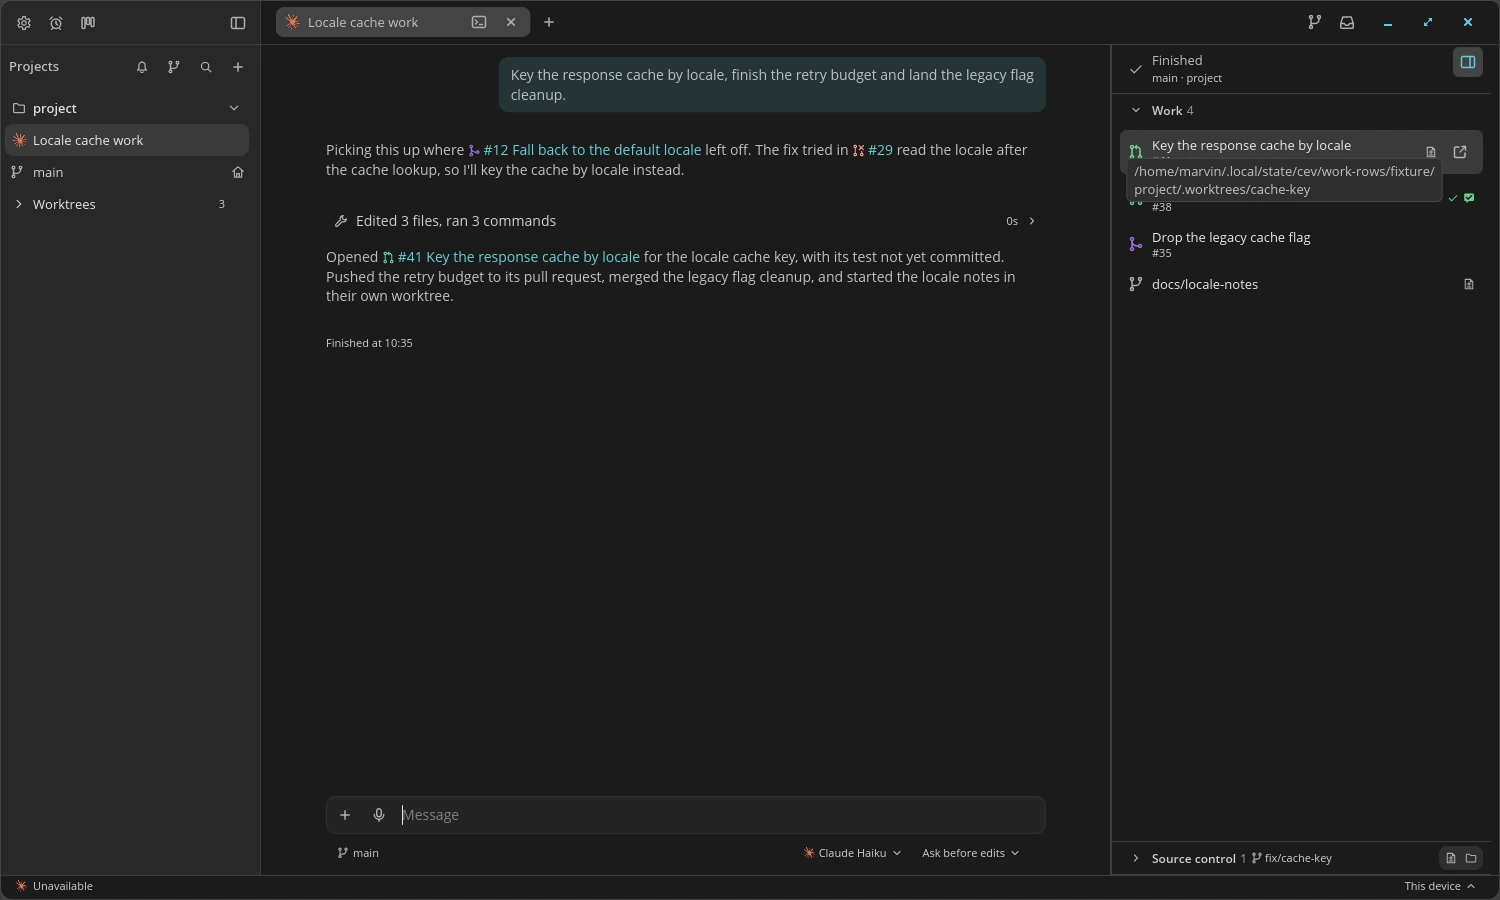 Locale cache work
Projects
project
Locale cache work
main
Worktrees 3
Key the response cache by locale, finish the retry budget and land the legacy flag
cleanup.
Picking this up where #12 Fall back to the default locale left off. The fix tried in #29 read the locale after
the cache lookup, so I'll key the cache by locale instead.
Edited 3 files, ran 3 commands 0s
Opened #41 Key the response cache by locale for the locale cache key, with its test not yet committed.
Pushed the retry budget to its pull request, merged the legacy flag cleanup, and started the locale notes in
their own worktree.
Finished at 10:35
Message
main Claude Haiku Ask before edits
Finished
main · project
Work 4
Key the response cache by locale
/home/marvin/.local/state/cev/work-rows/fixture/
project/.worktrees/cache-key
#38
Drop the legacy cache flag
#35
docs/locale-notes
Source control 1 fix/cache-key
Unavailable
This device